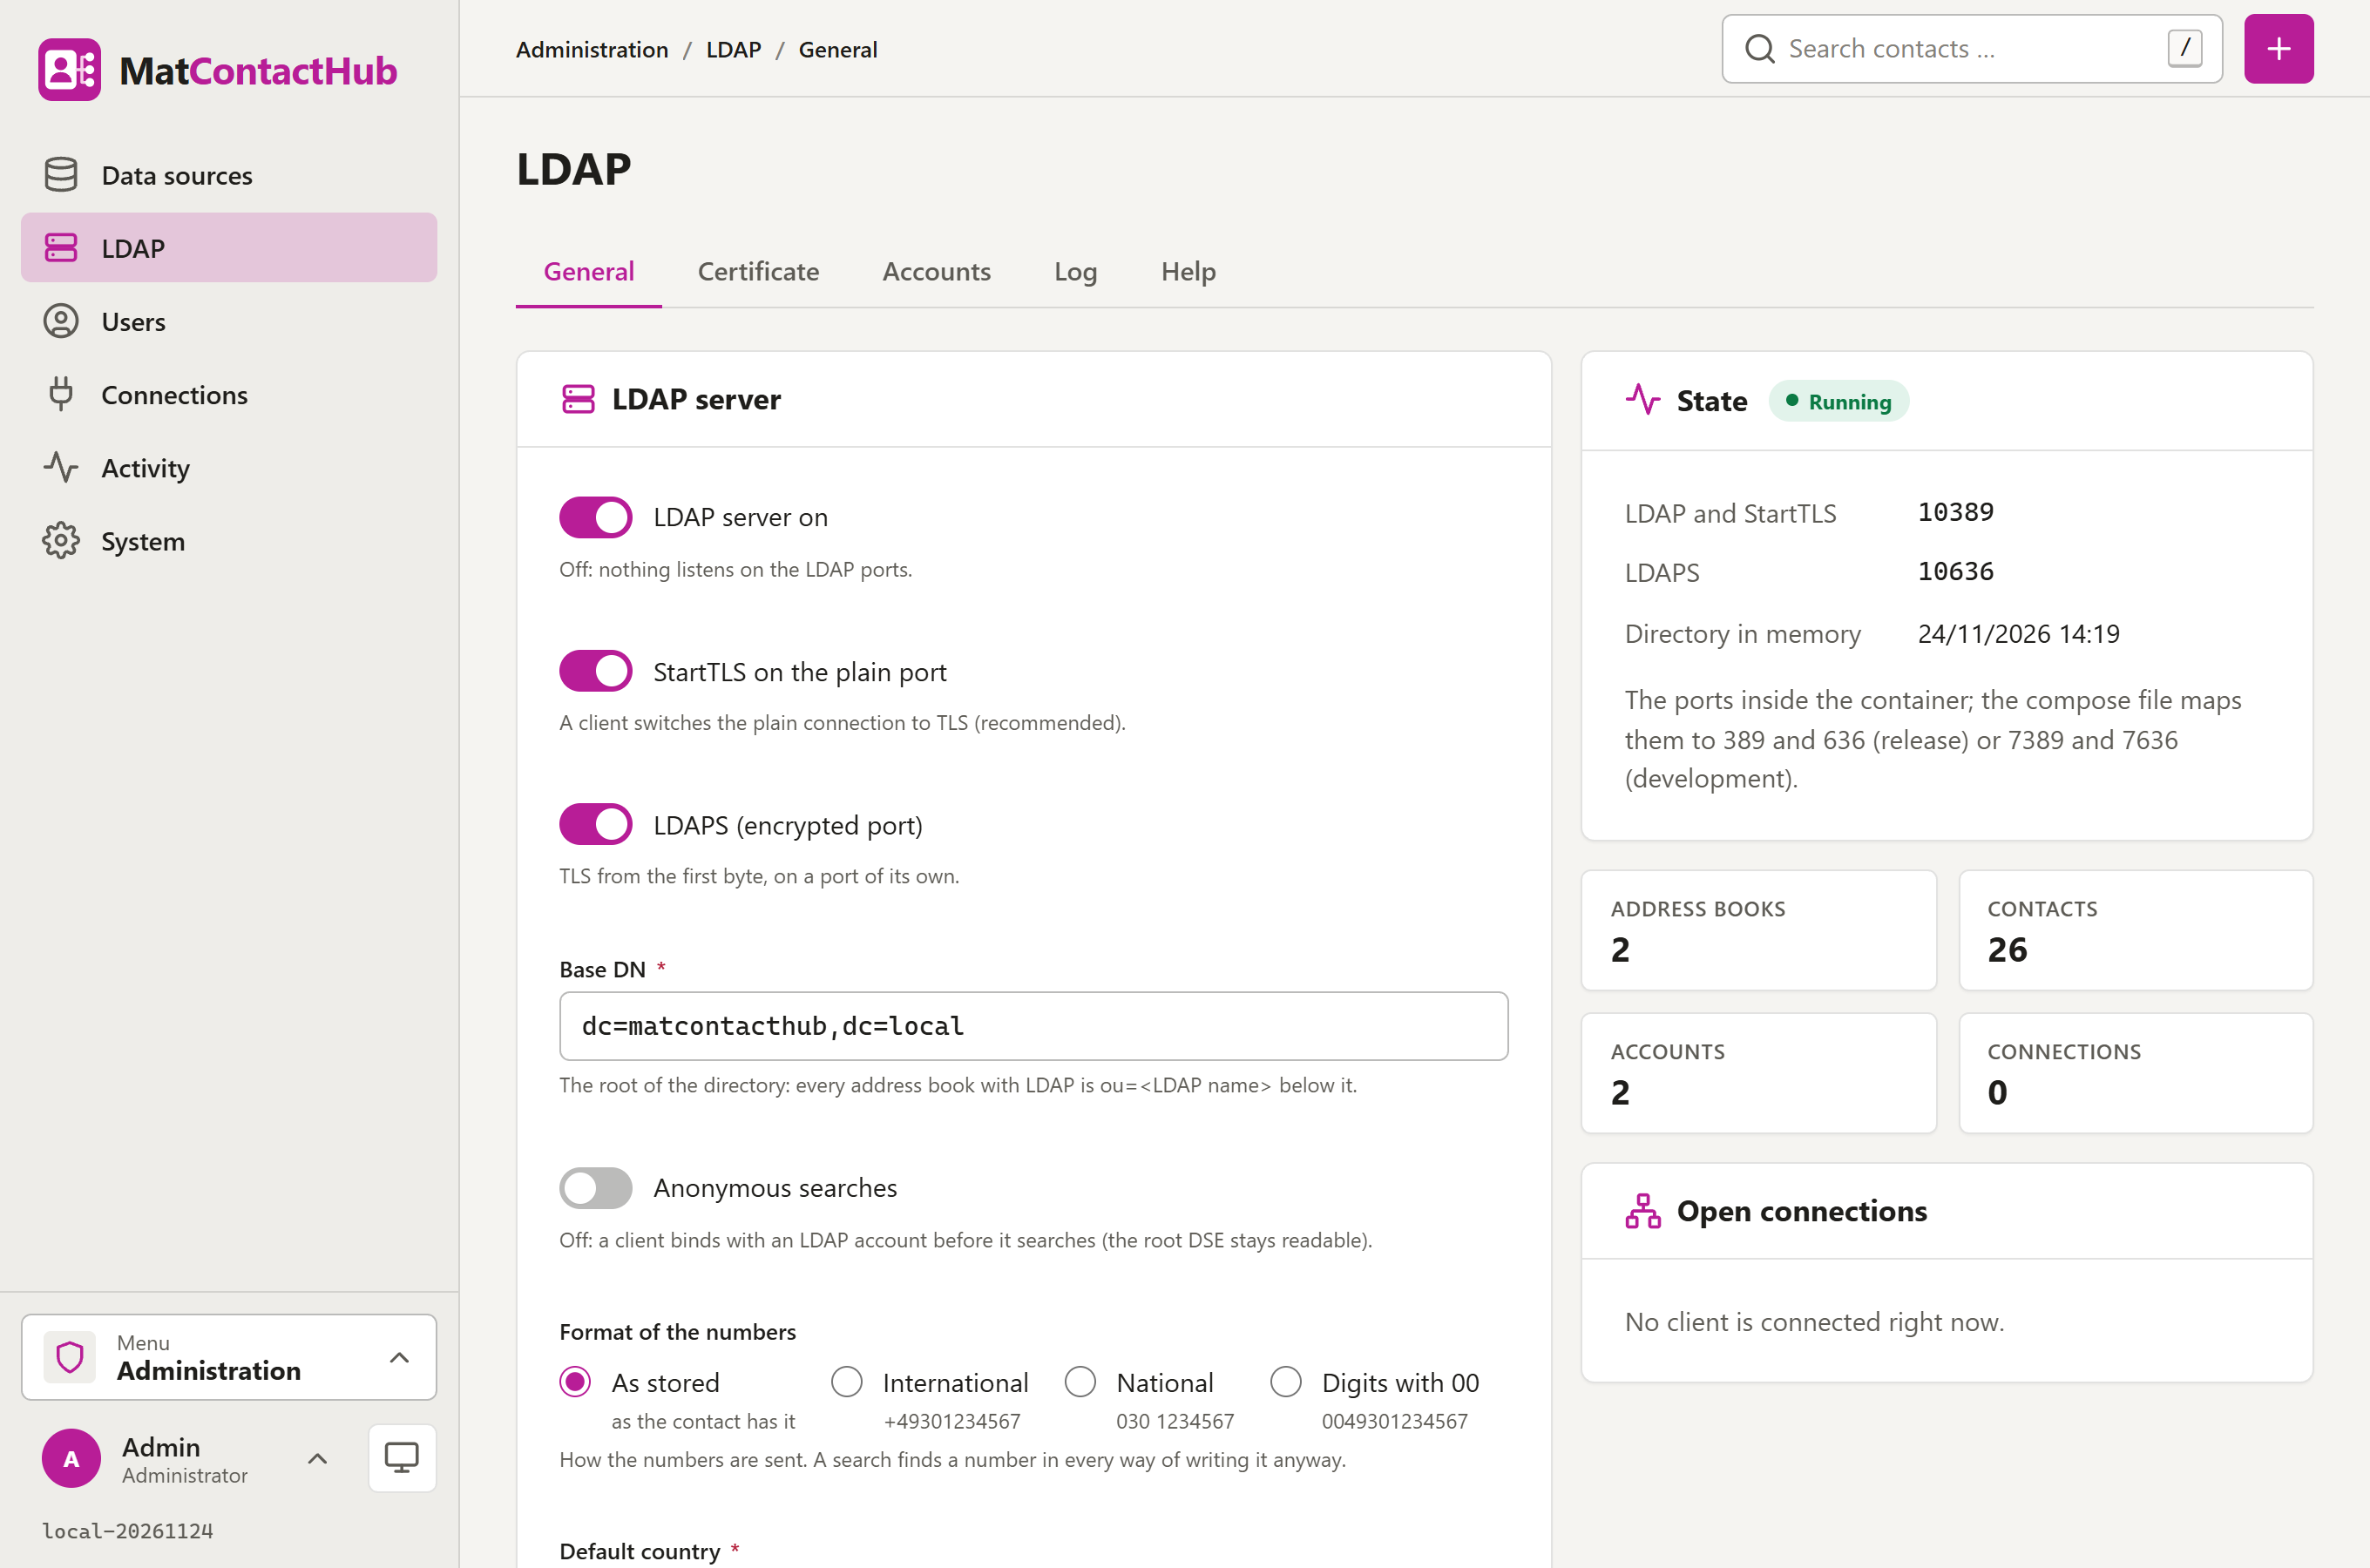 MatContactHub
Data sources
LDAP
Users
Connections
Activity
System
Menu
Administration
A
Admin
Administrator
local-20261124
Administration / LDAP / General
Search contacts ...
/
+
LDAP
General
Certificate
Accounts
Log
Help
LDAP server
LDAP server on
Off: nothing listens on the LDAP ports.
StartTLS on the plain port
A client switches the plain connection to TLS (recommended).
LDAPS (encrypted port)
TLS from the first byte, on a port of its own.
Base DN *
dc=matcontacthub,dc=local
The root of the directory: every address book with LDAP is ou=<LDAP name> below it.
Anonymous searches
Off: a client binds with an LDAP account before it searches (the root DSE stays readable).
Format of the numbers
As stored
as the contact has it
International
+49301234567
National
030 1234567
Digits with 00
0049301234567
How the numbers are sent. A search finds a number in every way of writing it anyway.
Default country *
State
Running
LDAP and StartTLS 10389
LDAPS 10636
Directory in memory 24/11/2026 14:19
The ports inside the container; the compose file maps
them to 389 and 636 (release) or 7389 and 7636
(development).
ADDRESS BOOKS
2
CONTACTS
26
ACCOUNTS
2
CONNECTIONS
0
Open connections
No client is connected right now.